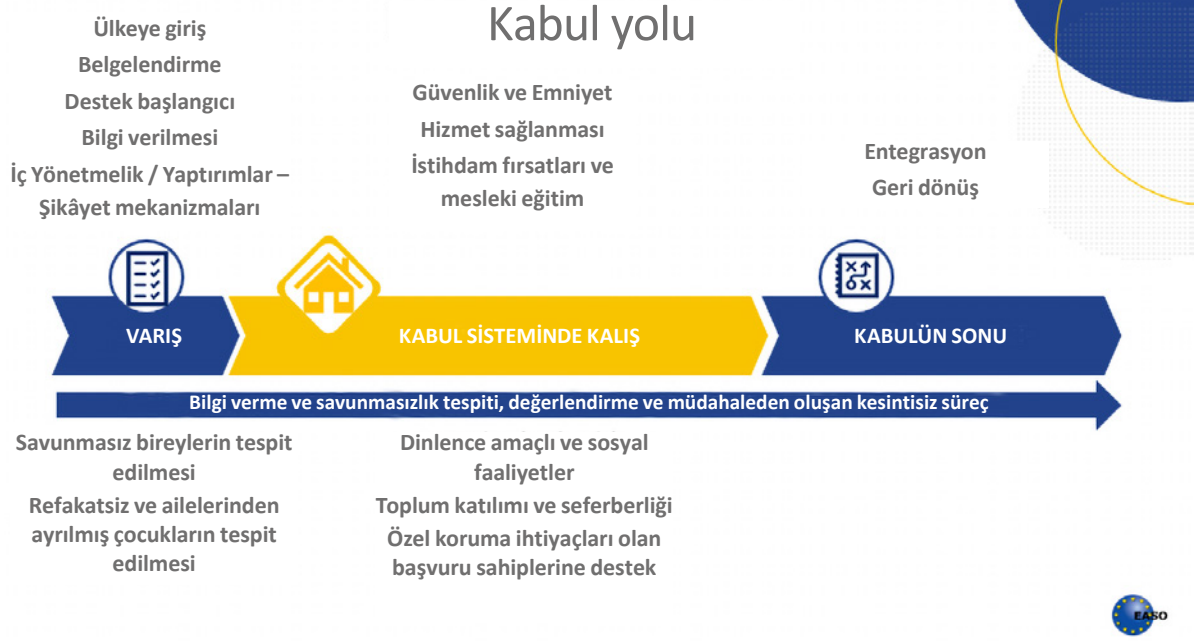 Kabul yolu
Ülkeye giriş
Belgelendirme
Destek başlangıcı
Bilgi verilmesi
İç Yönetmelik / Yaptırımlar –
Şikâyet mekanizmaları
Güvenlik ve Emniyet
Hizmet sağlanması
İstihdam fırsatları ve
mesleki eğitim
Entegrasyon
Geri dönüş
VARIŞ
KABUL SİSTEMİNDE KALIŞ
KABULÜN SONU
Bilgi verme ve savunmasızlık tespiti, değerlendirme ve müdahaleden oluşan kesintisiz süreç
Savunmasız bireylerin tespit
edilmesi
Refakatsiz ve ailelerinden
ayrılmış çocukların tespit
edilmesi
Dinlence amaçlı ve sosyal
faaliyetler
Toplum katılımı ve seferberliği
Özel koruma ihtiyaçları olan
başvuru sahiplerine destek
EASO